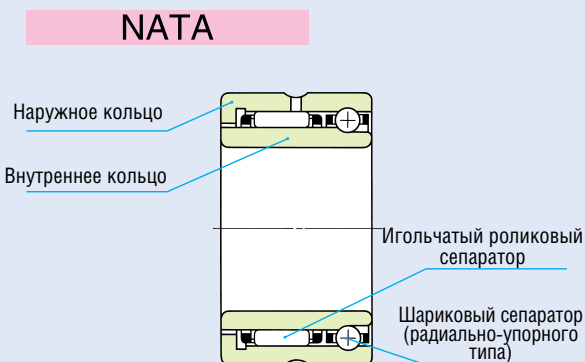 NATA
Наружное кольцо
Внутреннее кольцо
Игольчатый роликовый
сепаратор
Шариковый сепаратор
(радиально-упорного
типа)